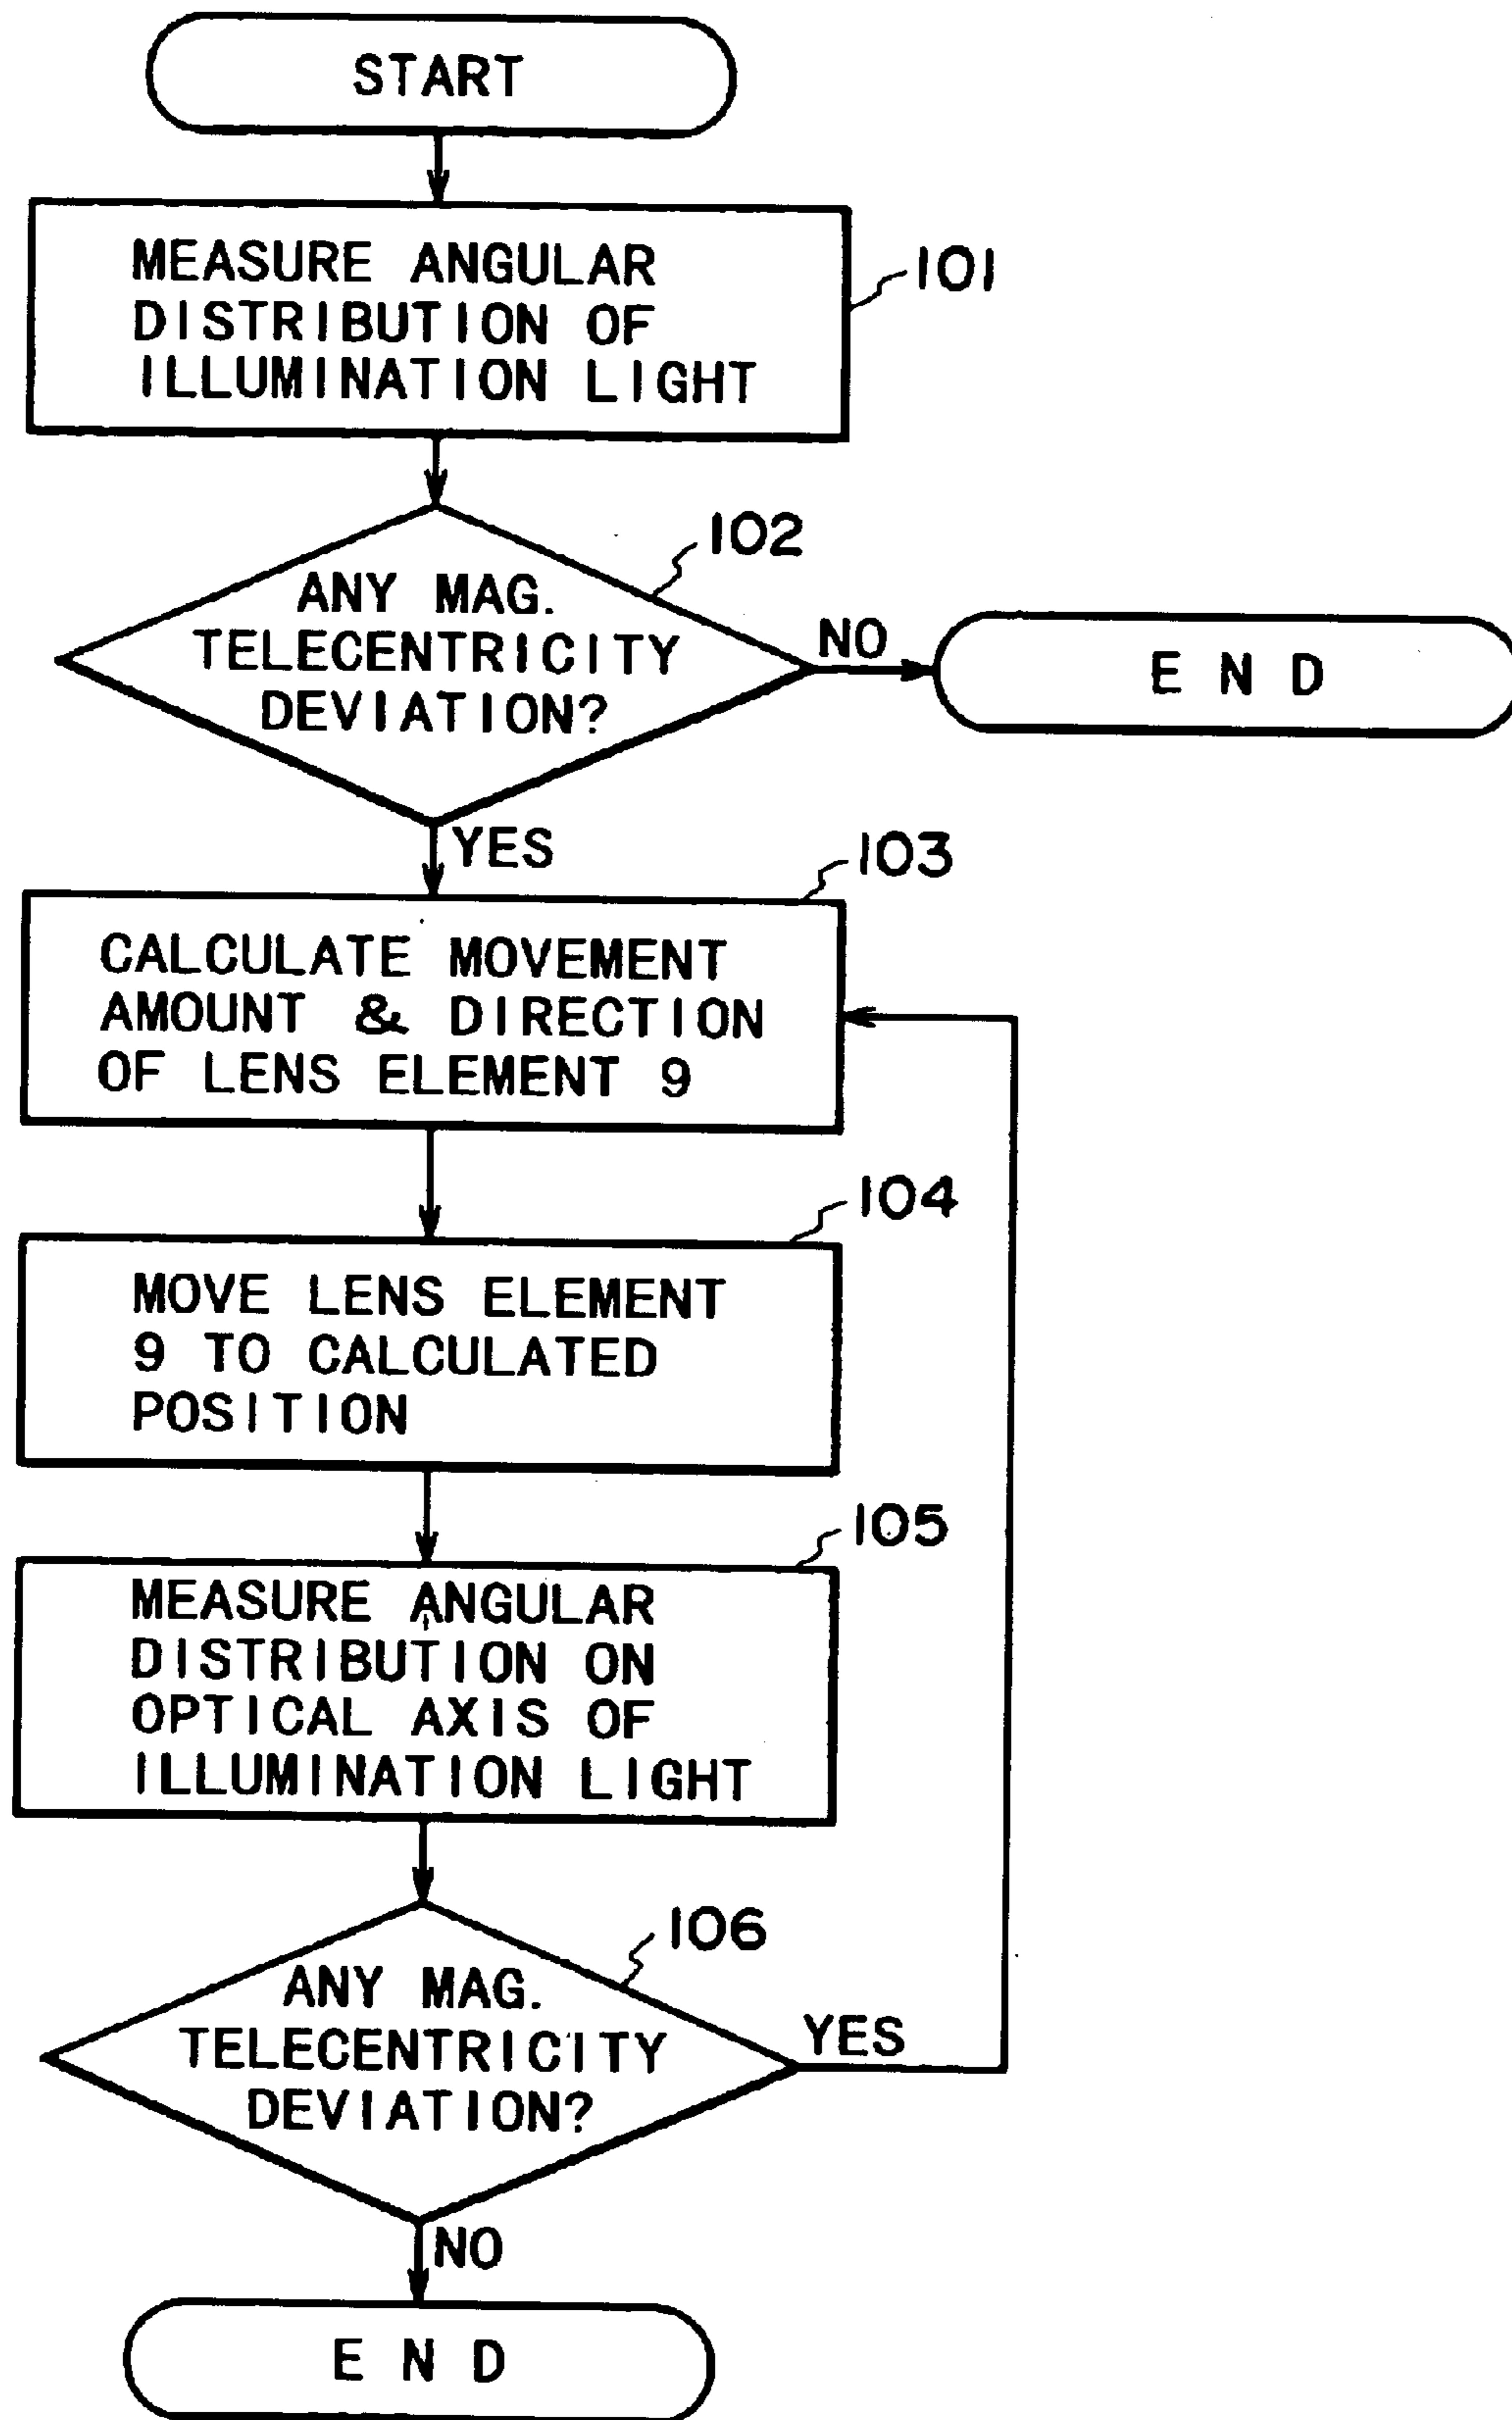 START
MEASURE ANGULAR
DISTRIBUTION OF
ILLUMINATION LIGHT
101
102
ANY MAG.
TELECENTRICITY
DEVIATION?
NO
END
YES
103
CALCULATE MOVEMENT
AMOUNT & DIRECTION
OF LENS ELEMENT 9
104
MOVE LENS ELEMENT
9 TO CALCULATED
POSITION
105
MEASURE ANGULAR
DISTRIBUTION ON
OPTICAL AXIS OF
ILLUMINATION LIGHT
106
ANY MAG.
TELECENTRICITY
DEVIATION?
YES
NO
END